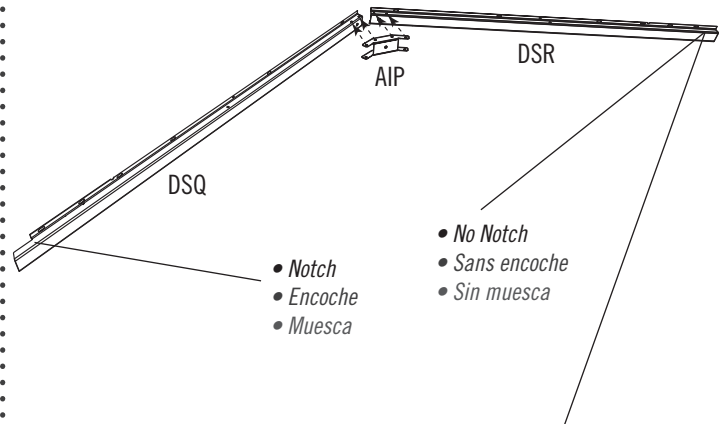 DSR
AIP
DSQ
• No Notch
• Sans encoche
• Sin muesca
• Notch
• Encoche
• Muesca